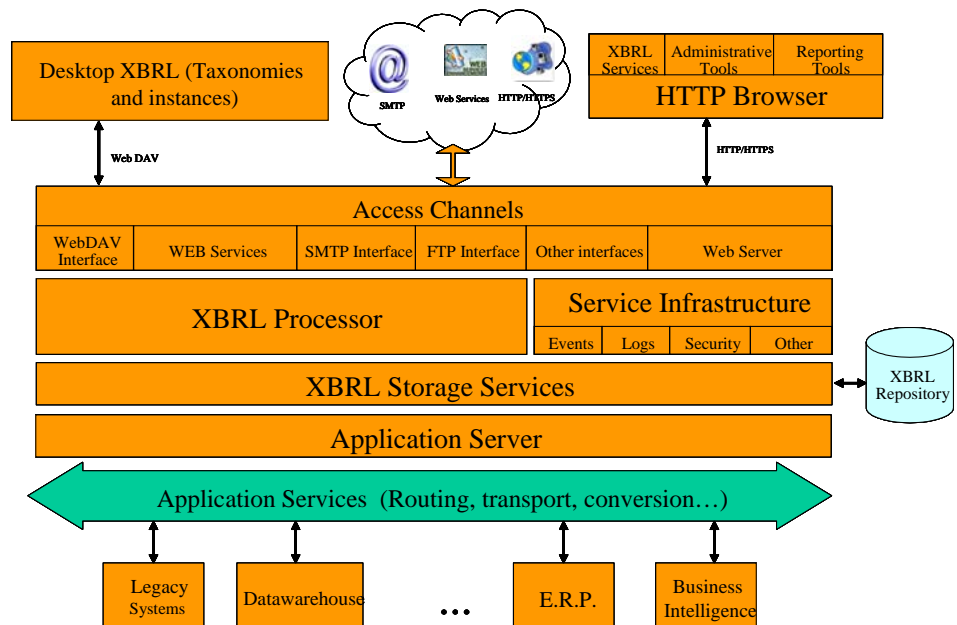 Desktop XBRL (Taxonomies
and instances)
@
SMTP
WEB
Web Services
HTTP/HTTPS
XBRL
Services
Administrative
Tools
Reporting
Tools
HTTP Browser
Web DAV
HTTP/HTTPS
Access Channels
WebDAV
Interface
WEB Services
SMTP Interface
FTP Interface
Other interfaces
Web Server
XBRL Processor
Service Infrastructure
Events
Logs
Security
Other
XBRL Storage Services
XBRL
Repository
Application Server
Application Services (Routing, transport, conversion…)
Legacy
Systems
Datawarehouse
...
E.R.P.
Business
Intelligence